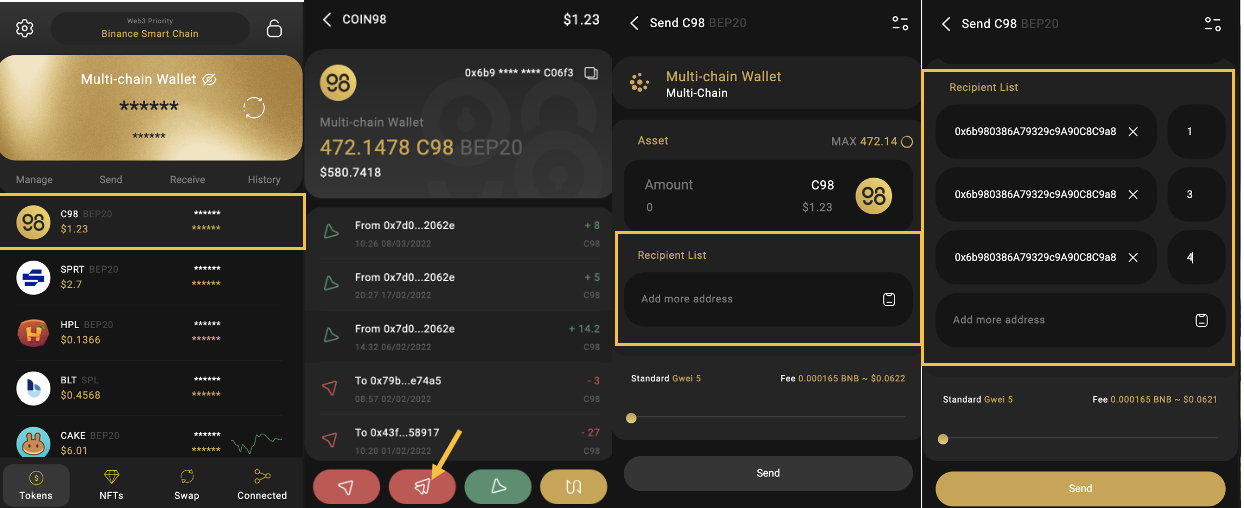 Web3 Priority
Binance Smart Chain
Multi-chain Wallet
******
******
Manage Send Receive History
C98 BEP20 ******
$1.23 ******
SPRT BEP20 ******
$2.7 ******
HPL BEP20 ******
$0.1366 ******
BLT SPL ******
$0.4568 ******
CAKE BEP20 ******
$6.01 ******
Tokens NFTs Swap Connected
COIN98 $1.23
98 0x6b9 **** **** C06f3
Multi-chain Wallet
472.1478 C98 BEP20
$580.7418
From 0x7d0...2062e + 8
10:26 08/03/2022 C98
From 0x7d0...2062e + 5
20:27 17/02/2022 C98
From 0x7d0...2062e + 14.2
14:32 06/02/2022 C98
To 0x79b...e74a5 - 3
08:57 02/02/2022 C98
To 0x43f...58917 - 27
10:20 01/02/2022 C98
Send C98 BEP20
Multi-chain Wallet
Multi-Chain
Asset MAX 472.14
Amount C98
0 $1.23
Recipient List
Add more address
Standard Gwei 5 Fee 0.000165 BNB ~ $0.0622
Send
Send C98 BEP20
Recipient List
0x6b980386A79329c9A90C8C9a8 1
0x6b980386A79329c9A90C8C9a8 3
0x6b980386A79329c9A90C8C9a8 4
Add more address
Standard Gwei 5 Fee 0.000165 BNB ~ $0.0621
Send